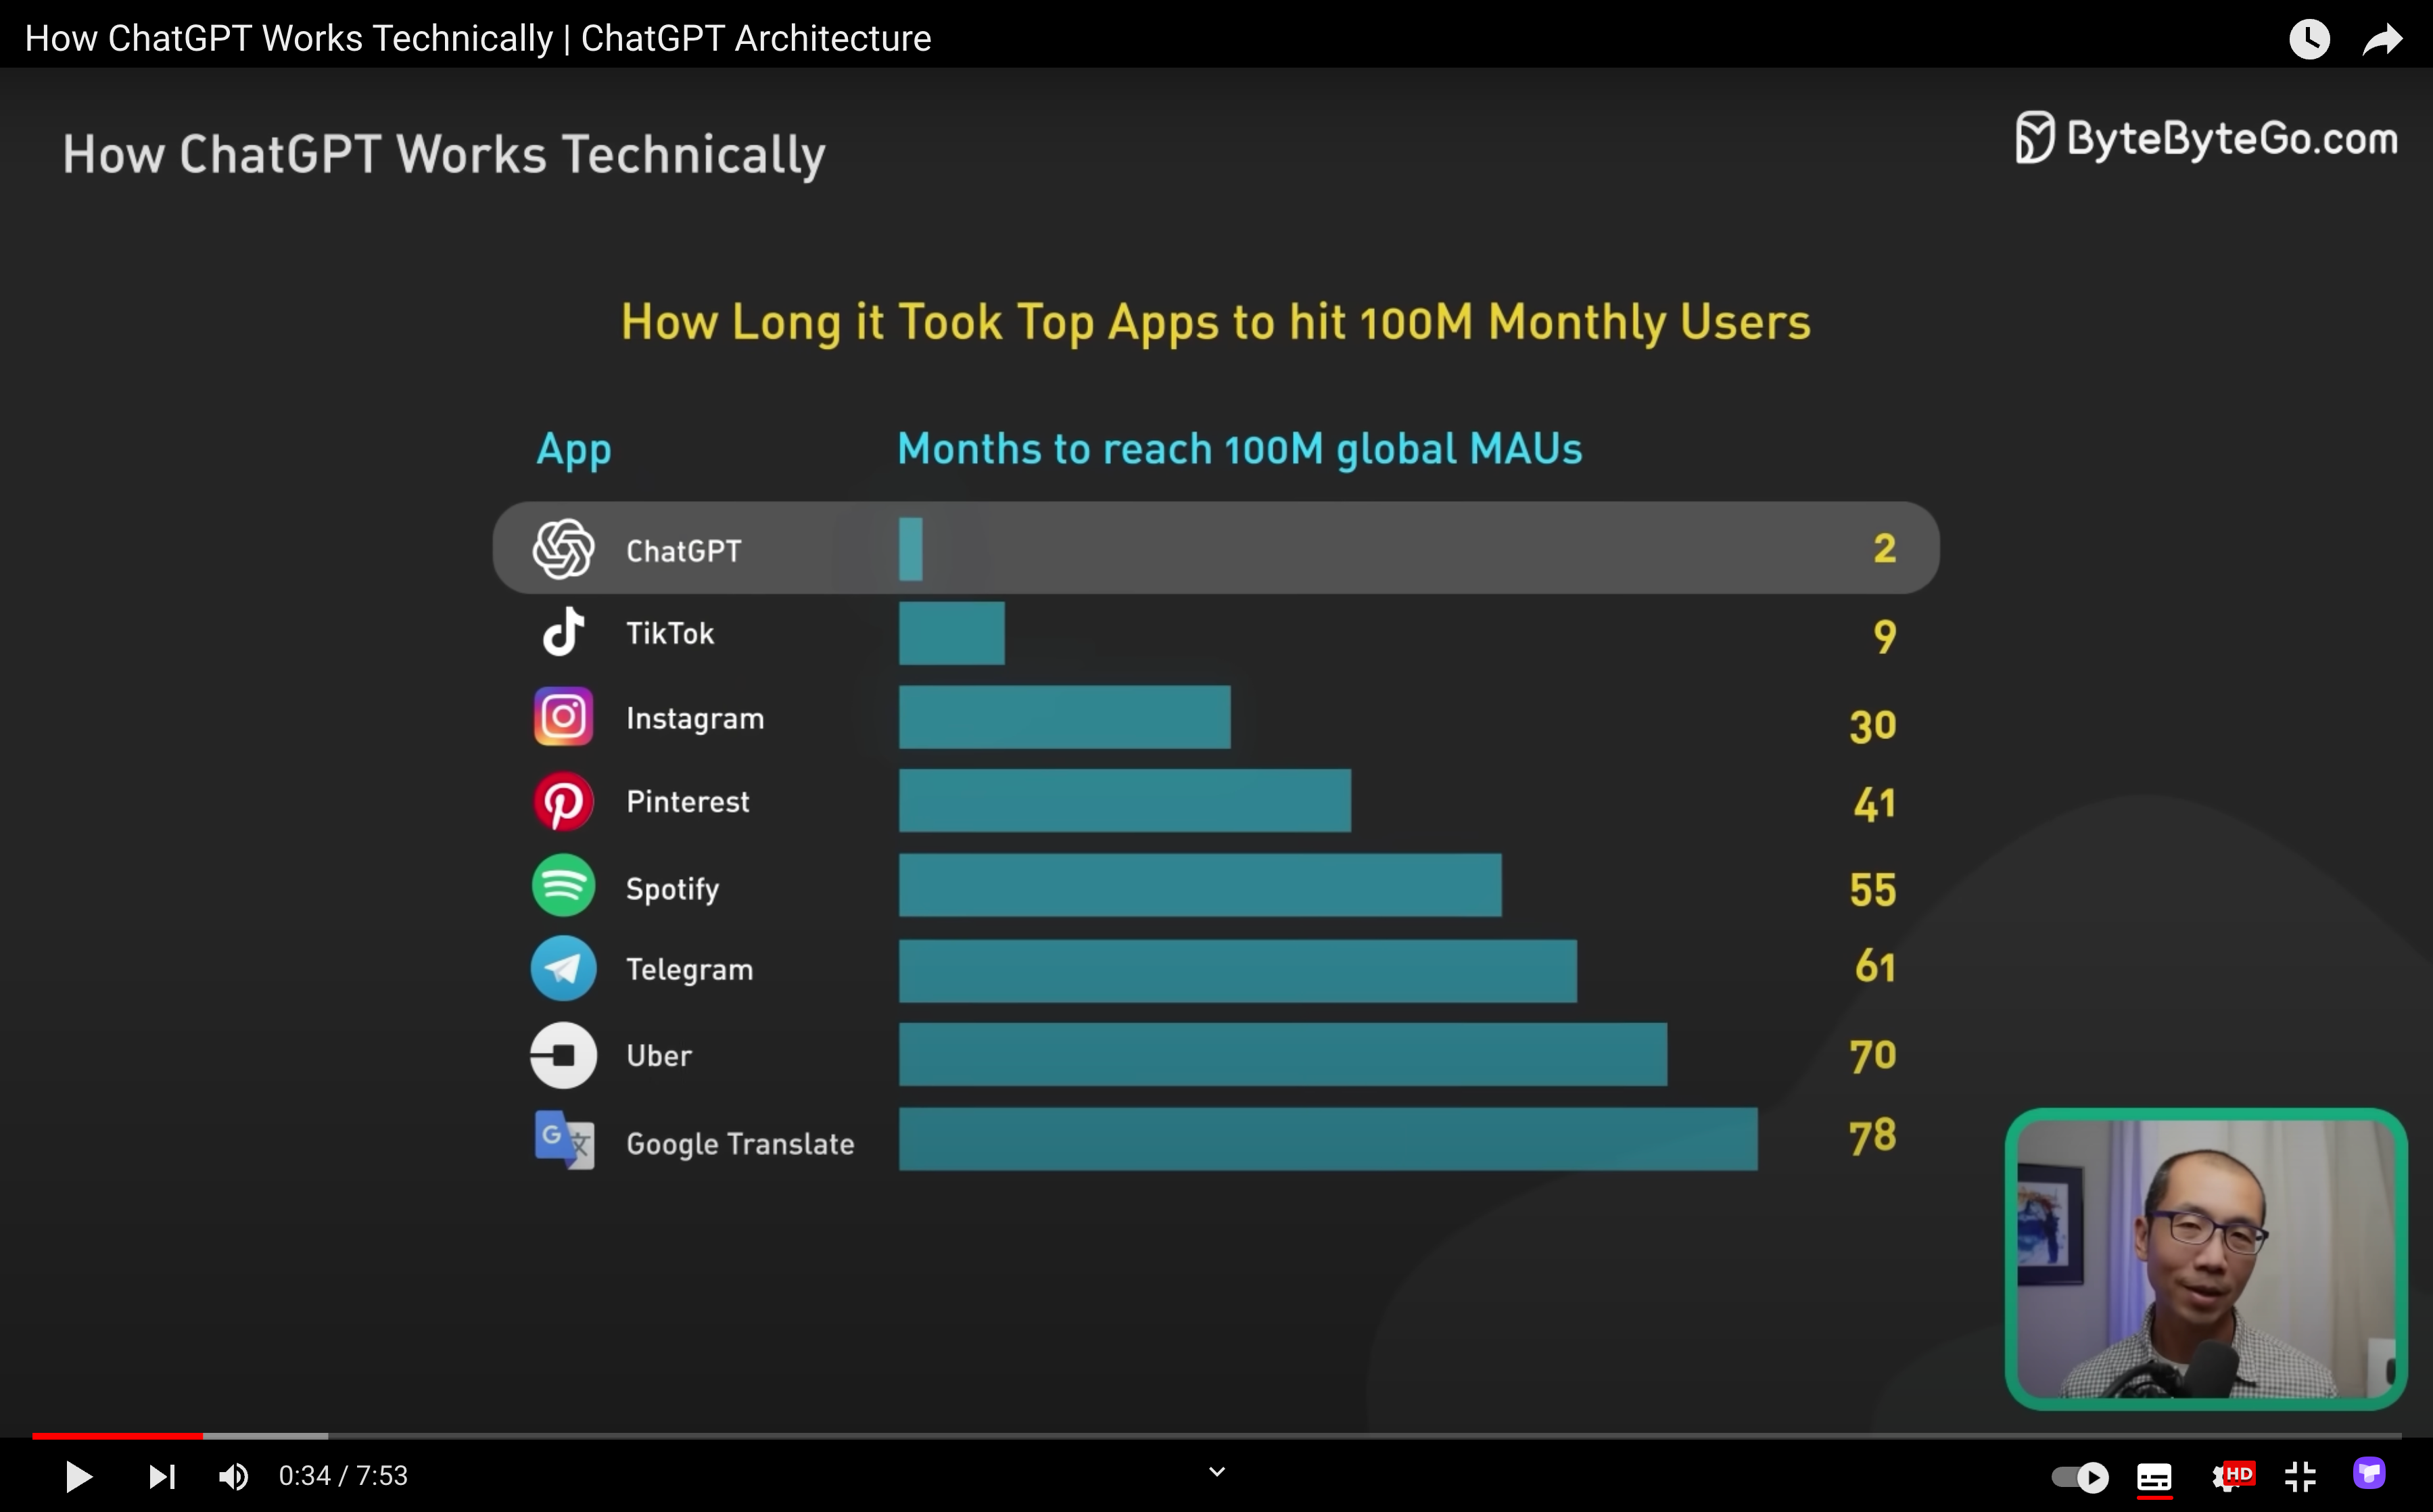 How ChatGPT Works Technically | ChatGPT Architecture
How ChatGPT Works Technically
ByteByteGo.com
How Long it Took Top Apps to hit 100M Monthly Users
App Months to reach 100M global MAUs
ChatGPT 2
TikTok 9
Instagram 30
Pinterest 41
Spotify 55
Telegram 61
Uber 70
G 文 Google Translate 78
0:34 / 7:53
HD